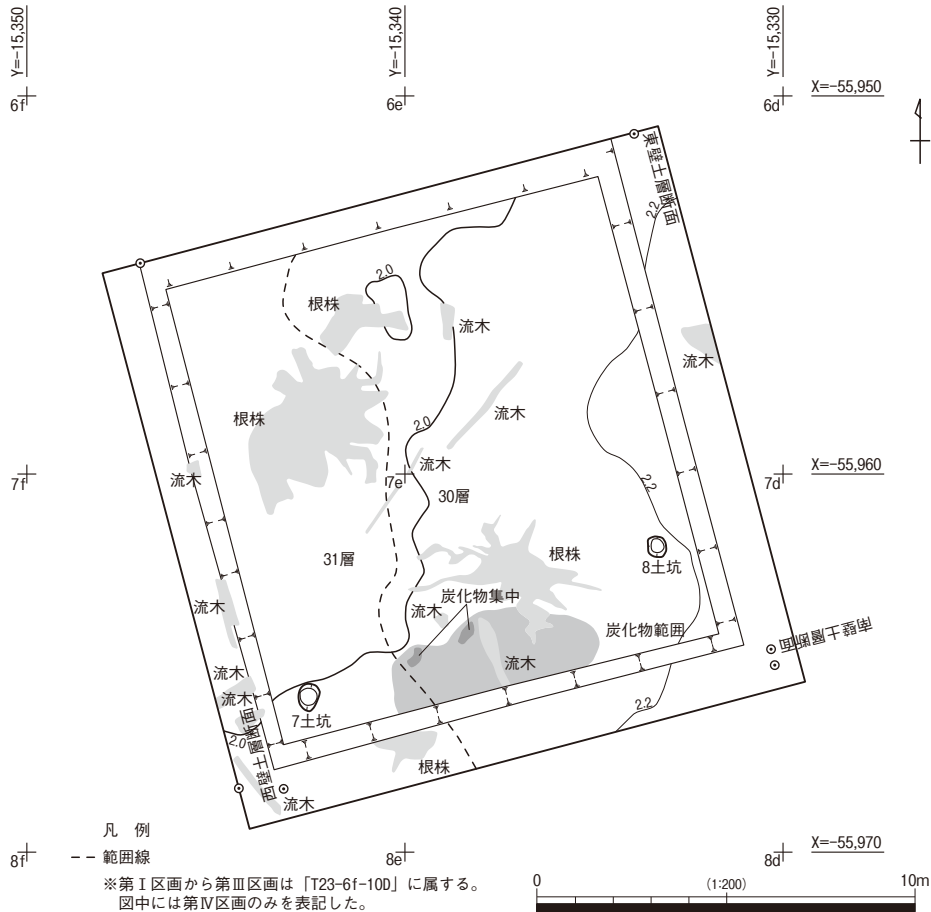 Y=-15,350
Y=-15,340
Y=-15,330
6f
6e
6d
X=-55,950
東壁土層断面
2.2
2.0
根株
流木
流木
根株
流木
2.0
流木
流木
7f
7e
7d
X=-55,960
2.2
30層
31層
根株
8土坑
炭化物集中
流木
流木
炭化物範囲
南壁土層断面
流木
流木
流木
7土坑
2.2
2.0
西壁土層断面
根株
流木
凡 例
範囲線
8f
8e
8d
X=-55,970
※第Ⅰ区画から第Ⅲ区画は「T23-6f-10D」に属する。
図中には第Ⅳ区画のみを表記した。
0
(1:200)
10m